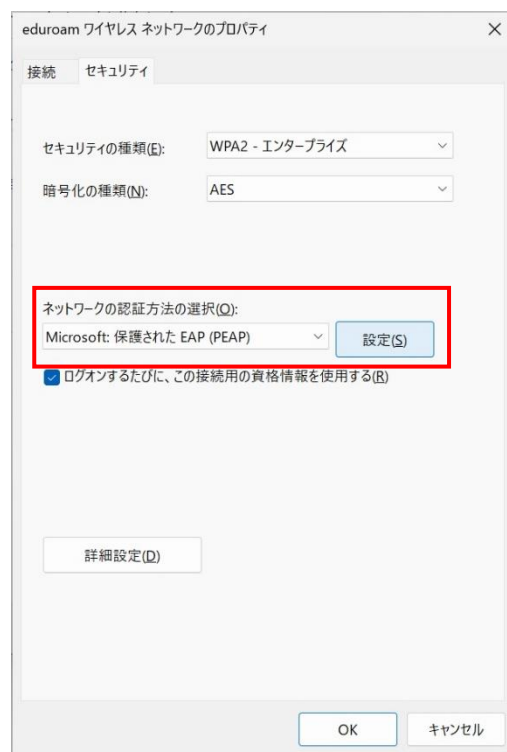 eduroam ワイヤレス ネットワークのプロパティ
接続 セキュリティ
セキュリティの種類(E): WPA2 - エンタープライズ
暗号化の種類(N): AES
ネットワークの認証方法の選択(O):
Microsoft: 保護された EAP (PEAP) 設定(S)
ログオンするたびに、この接続用の資格情報を使用する(R)
詳細設定(D)
OK キャンセル